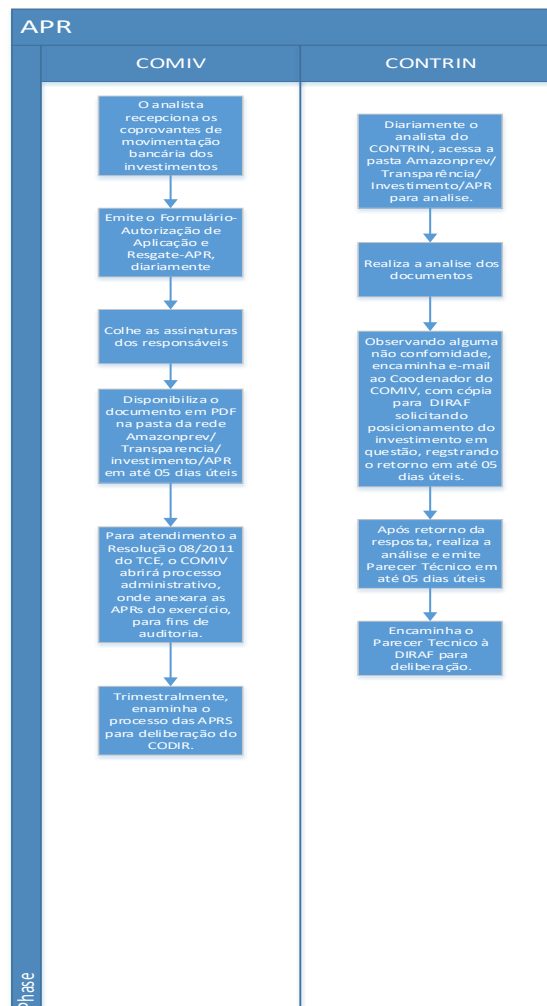 APR
COMIV
O analista
recepciona os
coprovantes de
movimentação
bancária dos
investimentos
Emite o Formulário-
Autorização de
Aplicação e
Resgate-APR,
diariamente
Colhe as assinaturas
dos responsáveis
Disponibiliza o
documento em PDF
na pasta da rede
Amazonprev/
Transparencia/
investimento/APR
em até 05 dias úteis
Para atendimento a
Resolução 08/2011
do TCE, o COMIV
abrirá processo
administrativo,
onde anexara as
APRs do exercício,
para fins de
auditoria.
Trimestralmente,
enaminha o
processo das APRS
para deliberação do
CODIR.
CONTRIN
Diariamente o
analista do
CONTRIN, acessa a
pasta Amazonprev/
Transparência/
Investimento/APR
para analise.
Realiza a analise dos
documentos
Observando alguma
não confomidade,
encaminha e-mail
ao Coodenador do
COMIV, com cópia
para DIRAF
solicitando
posicionamento do
investimento em
questão, regstrando
o retorno em até 05
dias úteis.
Após retorno da
resposta, realiza a
análise e emite
Parecer Técnico em
até 05 dias úteis
Encaminha o
Parecer Tecnico à
DIRAF para
deliberação.
Phase